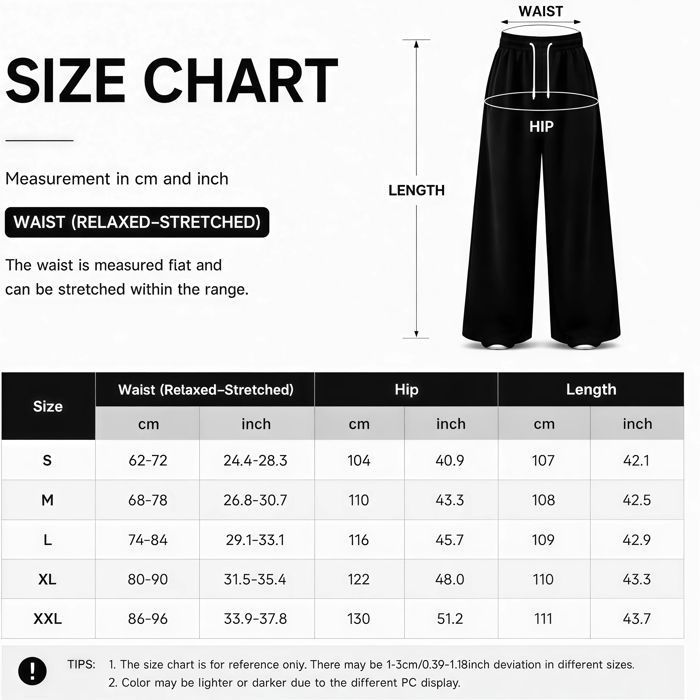 SIZE CHART
Measurement in cm and inch
WAIST (RELAXED–STRETCHED)
The waist is measured flat and
can be stretched within the range.
WAIST
HIP
LENGTH
Size Waist (Relaxed–Stretched) Hip Length
cm inch cm inch cm inch
S 62-72 24.4-28.3 104 40.9 107 42.1
M 68-78 26.8-30.7 110 43.3 108 42.5
L 74-84 29.1-33.1 116 45.7 109 42.9
XL 80-90 31.5-35.4 122 48.0 110 43.3
XXL 86-96 33.9-37.8 130 51.2 111 43.7
! TIPS: 1. The size chart is for reference only. There may be 1-3cm/0.39-1.18inch deviation in different sizes.
2. Color may be lighter or darker due to the different PC display.